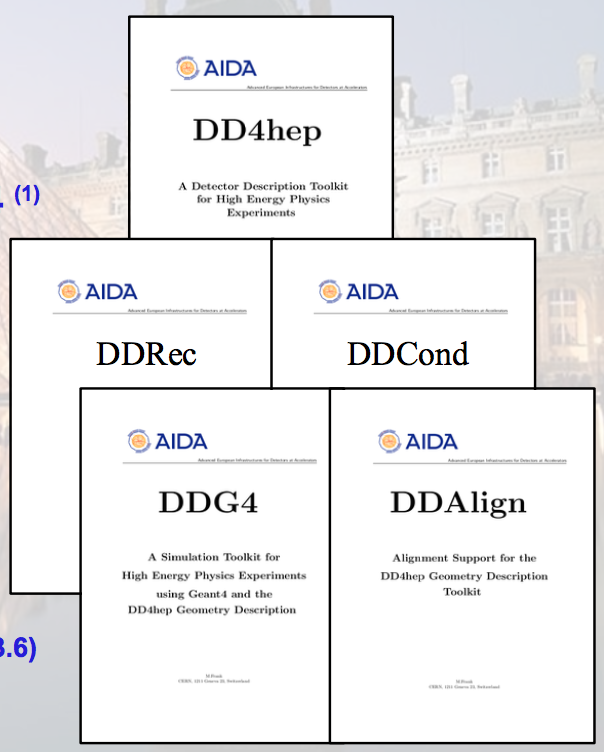 AIDA
Advanced European Infrastructures for Detectors at Accelerators
DD4hep
A Detector Description Toolkit
for High Energy Physics
Experiments
(1)
AIDA
Advanced European Infrastructures for Detectors at Accelerators
DDRec
AIDA
Advanced European Infrastructures for Detectors at Accelerators
DDCond
AIDA
Advanced European Infrastructures for Detectors at Accelerators
DDG4
A Simulation Toolkit for
High Energy Physics Experiments
using Geant4 and the
DD4hep Geometry Description
M.Frank
CERN, 1211 Geneva 23, Switzerland
AIDA
Advanced European Infrastructures for Detectors at Accelerators
DDAlign
Alignment Support for the
DD4hep Geometry Description
Toolkit
M.Frank
CERN, 1211 Geneva 23, Switzerland
.6)